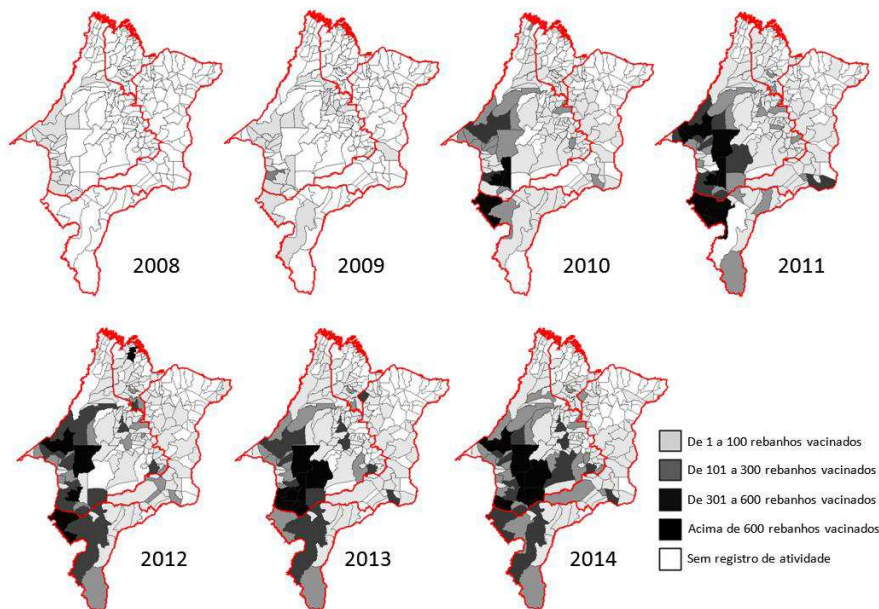 2008
2009
2010
2011
2012
2013
2014
De 1 a 100 rebanhos vacinados
De 101 a 300 rebanhos vacinados
De 301 a 600 rebanhos vacinados
Acima de 600 rebanhos vacinados
Sem registro de atividade